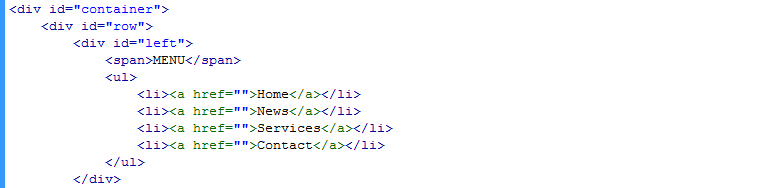 <div id="container">
    <div id="row">
        <div id="left">
            <span>MENU</span>
            <ul>
                <li><a href="">Home</a></li>
                <li><a href="">News</a></li>
                <li><a href="">Services</a></li>
                <li><a href="">Contact</a></li>
            </ul>
        </div>